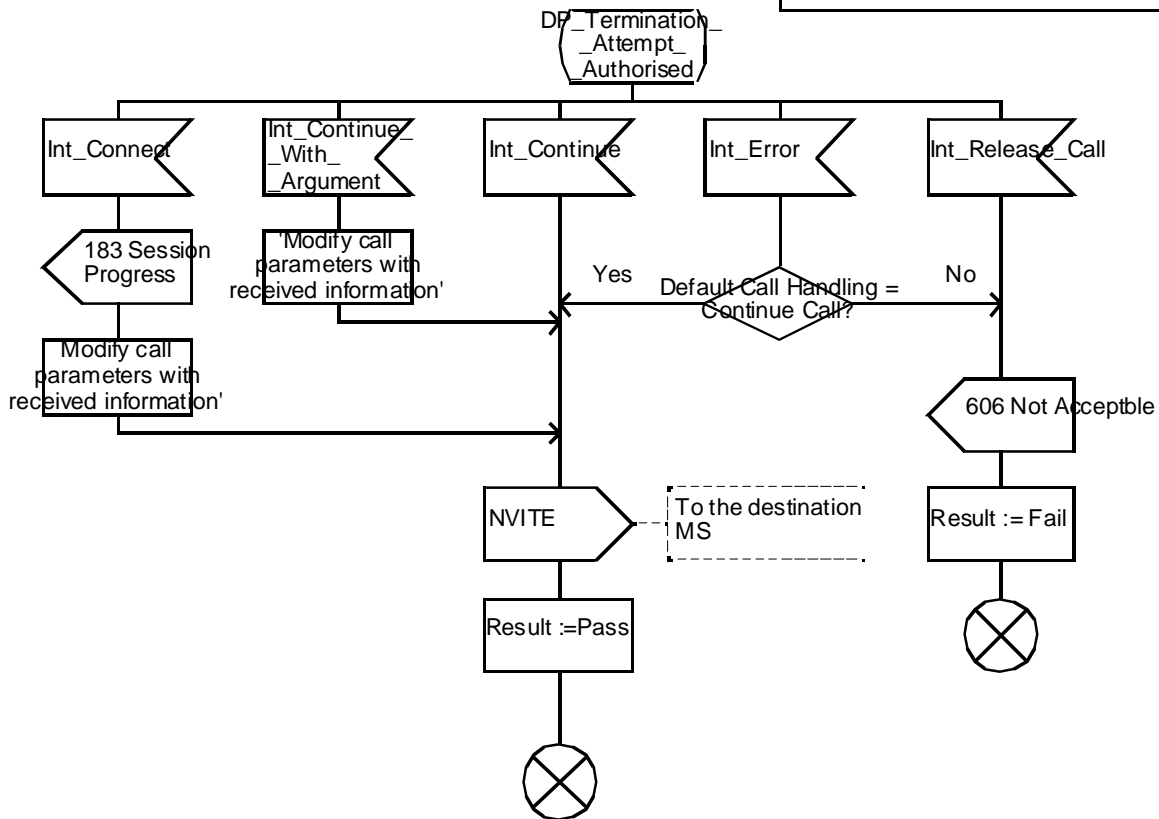 DP_Termination_
_Attempt_
_Authorised
Int_Connect
Int_Continue_
_With_
_Argument
Int_Continue
Int_Error
Int_Release_Call
183 Session
Progress
'Modify call
parameters with
received information'
Yes
Default Call Handling =
Continue Call?
No
Modify call
parameters with
received information'
606 Not Acceptble
NVITE
To the destination
MS
Result := Fail
Result :=Pass